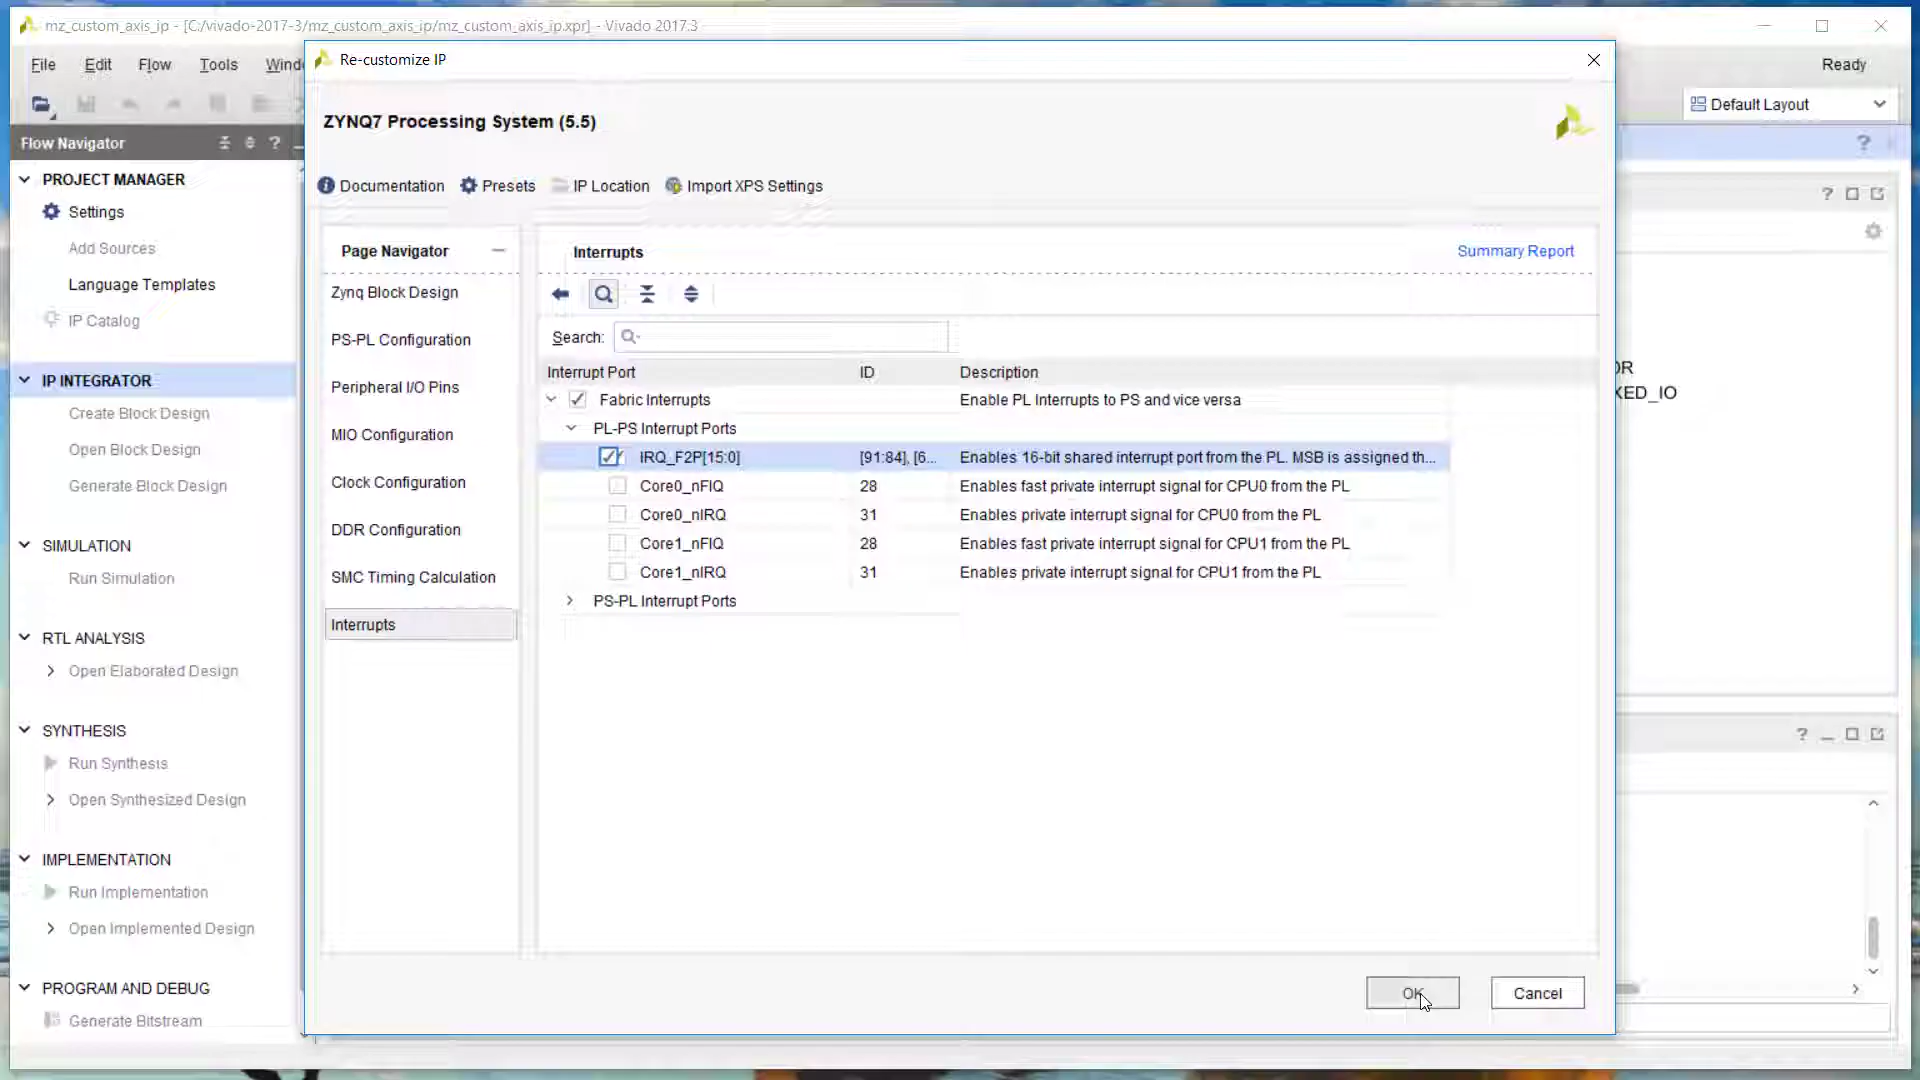 mz_custom_axis_ip - [C:/vivado-2017-3/mz_custom_axis_ip/mz_custom_axis_ip.xpr] - Vivado 2017.3
File Edit Flow Tools
Ready
Default Layout
Flow Navigator
?
PROJECT MANAGER
Settings
Add Sources
Language Templates
IP Catalog
IP INTEGRATOR
Create Block Design
Open Block Design
Generate Block Design
SIMULATION
Run Simulation
RTL ANALYSIS
Open Elaborated Design
SYNTHESIS
Run Synthesis
Open Synthesized Design
IMPLEMENTATION
Run Implementation
Open Implemented Design
PROGRAM AND DEBUG
Generate Bitstream
Re-customize IP
ZYNQ7 Processing System (5.5)
Documentation Presets IP Location Import XPS Settings
Page Navigator
Zynq Block Design
PS-PL Configuration
Peripheral I/O Pins
MIO Configuration
Clock Configuration
DDR Configuration
SMC Timing Calculation
Interrupts
Interrupts
Summary Report
Search:
Interrupt Port ID Description
Fabric Interrupts Enable PL Interrupts to PS and vice versa
PL-PS Interrupt Ports
IRQ_F2P[15:0] [91:84], [6... Enables 16-bit shared interrupt port from the PL. MSB is assigned th...
Core0_nFIQ 28 Enables fast private interrupt signal for CPU0 from the PL
Core0_nIRQ 31 Enables private interrupt signal for CPU0 from the PL
Core1_nFIQ 28 Enables fast private interrupt signal for CPU1 from the PL
Core1_nIRQ 31 Enables private interrupt signal for CPU1 from the PL
PS-PL Interrupt Ports
OK Cancel